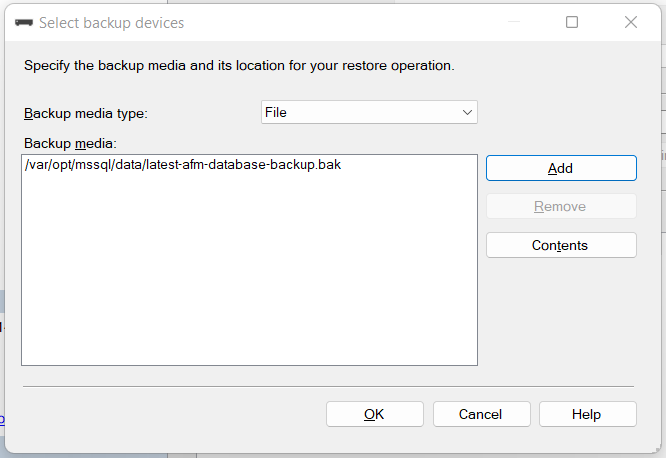 Select backup devices
Specify the backup media and its location for your restore operation.
Backup media type:
File
Backup media:
/var/opt/mssql/data/latest-afm-database-backup.bak
Add
Remove
Contents
OK
Cancel
Help